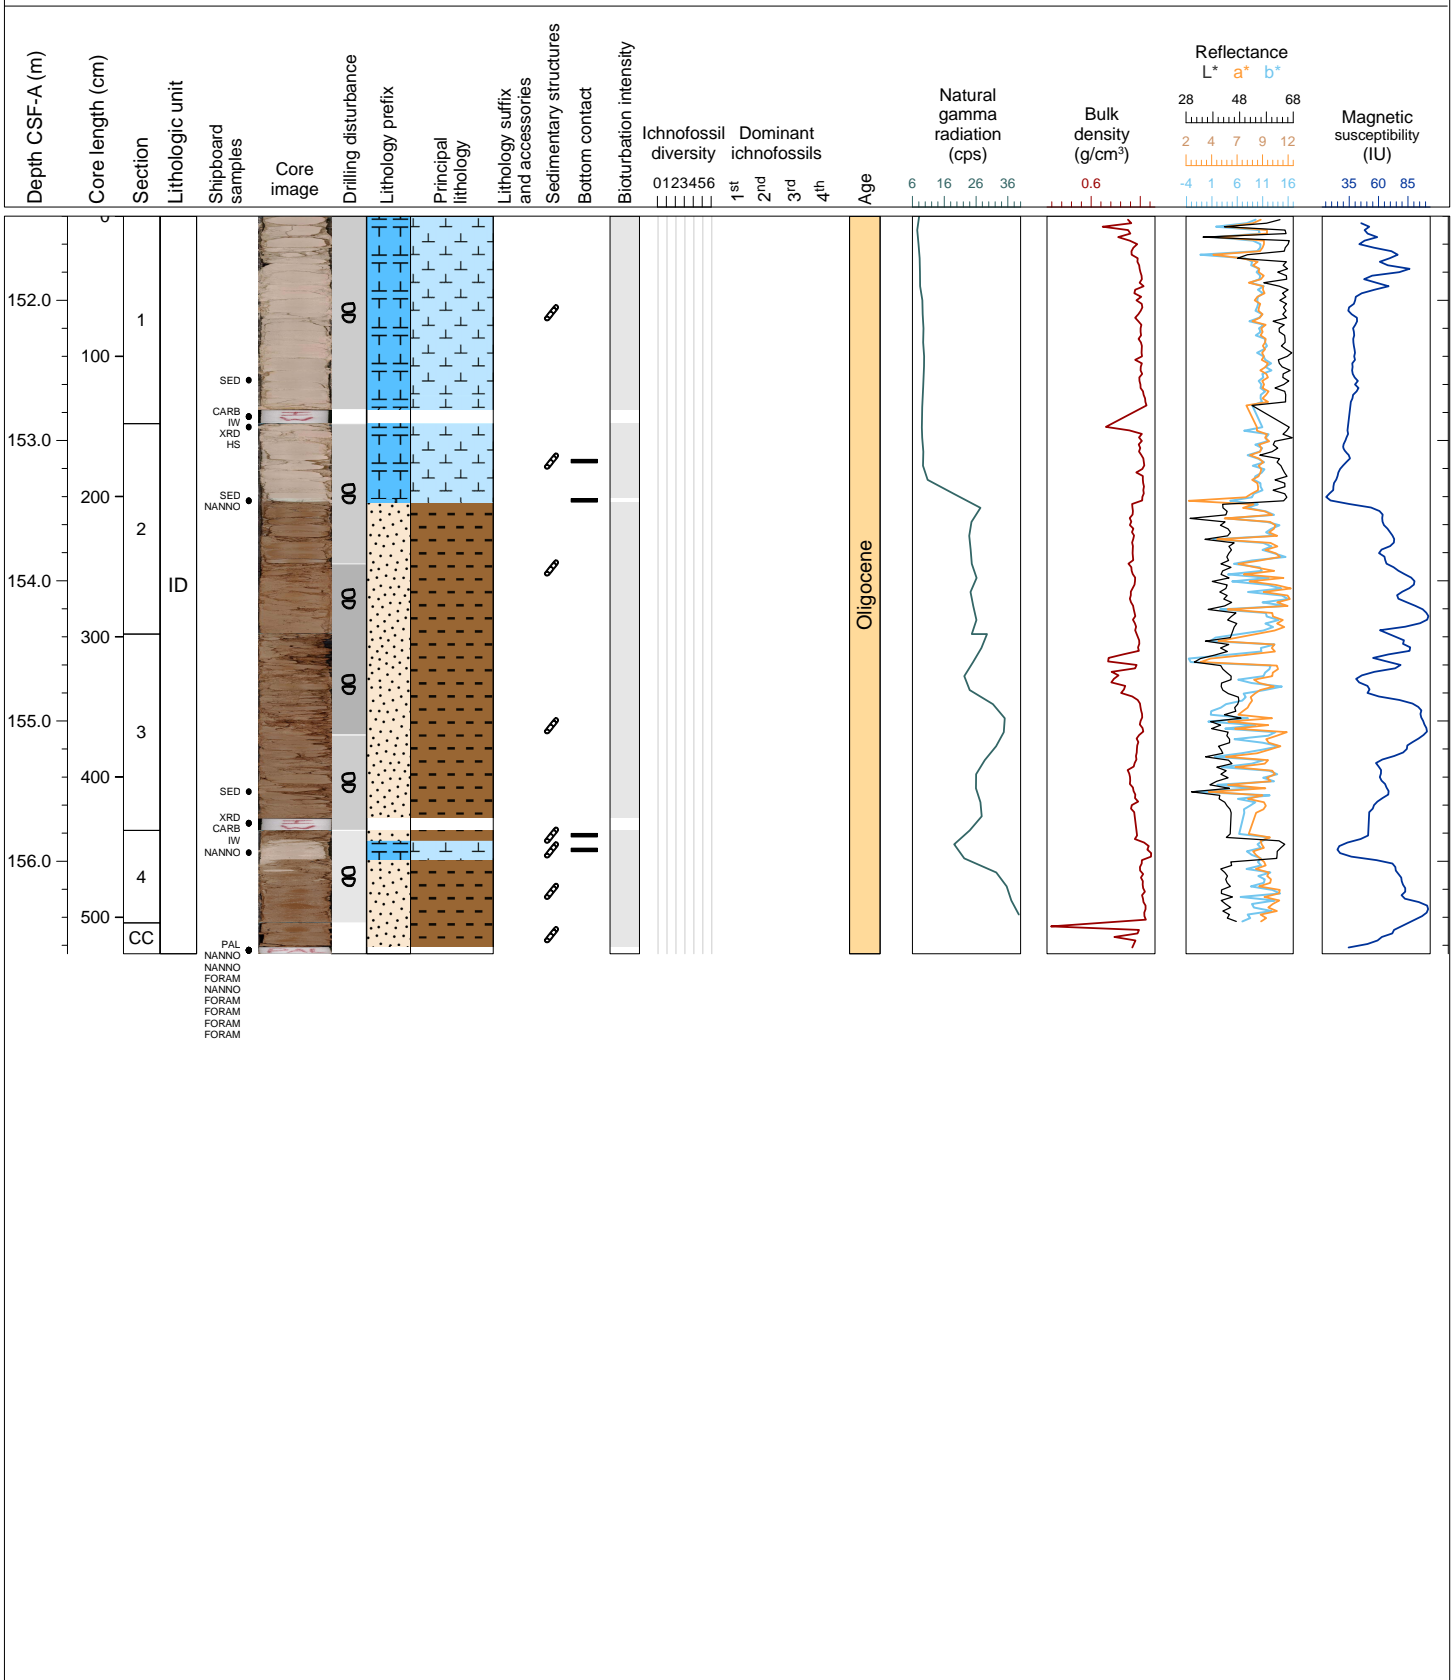 Depth CSF-A (m)
Core length (cm)
Section
Lithologic unit
Shipboard
samples
Core
image
Drilling disturbance
Lithology prefix
Principal
lithology
Lithology suffix
and accessories
Sedimentary structures
Bottom contact
Bioturbation intensity
Ichnofossil
diversity
0123456
Dominant
ichnofossils
1st 2nd 3rd 4th
Age
Natural
gamma
radiation
(cps)
6 16 26 36
Bulk
density
(g/cm³)
0.6
Reflectance
L* a* b*
28 48 68
2 4 7 9 12
-4 1 6 11 16
Magnetic
susceptibility
(IU)
35 60 85
0
152.0
1
100
SED
CARB
IW
XRD
HS
153.0
200
SED
NANNO
2
154.0
ID
Oligocene
300
155.0
3
400
SED
XRD
CARB
IW
NANNO
156.0
4
500
CC
PAL
NANNO
NANNO
FORAM
NANNO
FORAM
FORAM
FORAM
FORAM